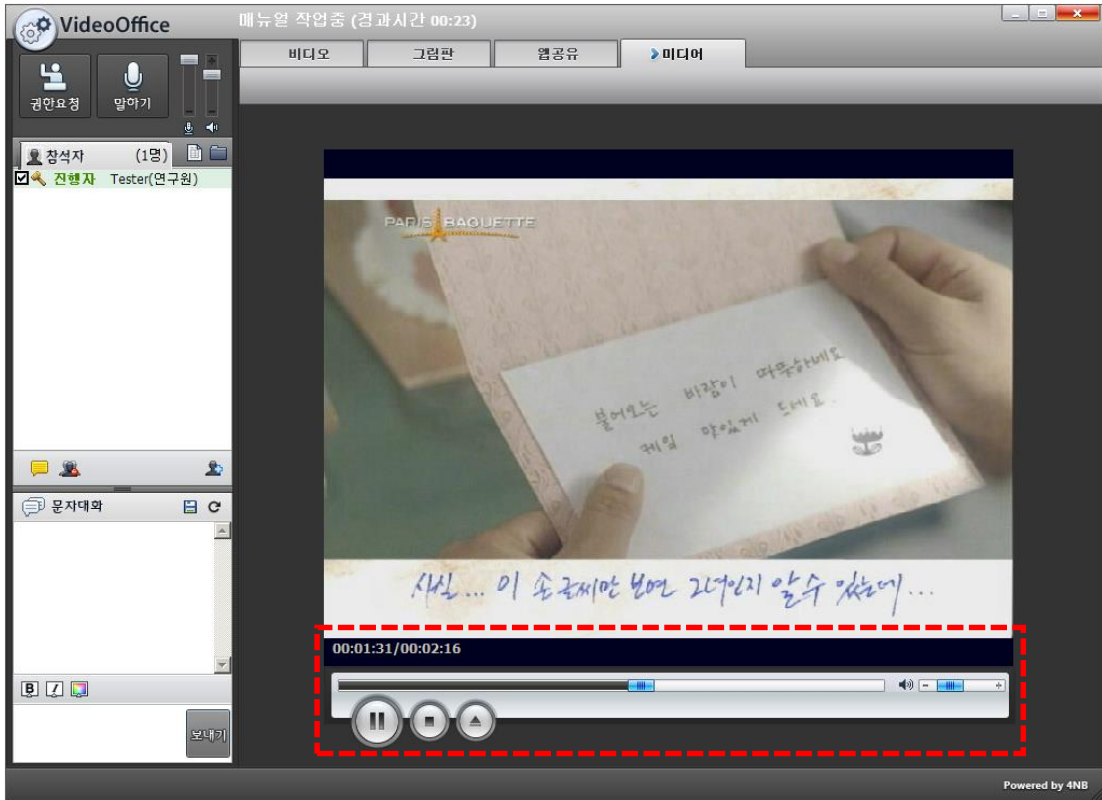 VideoOffice
매뉴얼 작업중 (경과시간 00:23)
비디오
그림판
웹공유
미디어
권한요청
말하기
참석자 (1명)
진행자 Tester(연구원)
문자대화
B I
보내기
PARIS BAGUETTE
불어오는 바람이 따뜻하네요
케익 맛있게 드세요.
사실... 이 손글씨만 보면 그녀인지 알 수 있는데...
00:01:31/00:02:16
Powered by 4NB